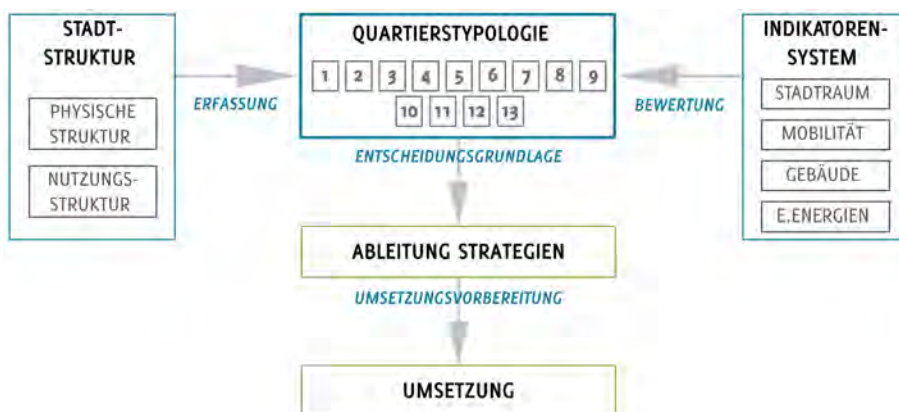 STADT-
STRUKTUR
PHYSISCHE
STRUKTUR
NUTZUNGS-
STRUKTUR
ERFASSUNG
QUARTIERSTYPOLOGIE
1 2 3 4 5 6 7 8 9
10 11 12 13
BEWERTUNG
INDIKATOREN-
SYSTEM
STADTRAUM
MOBILITÄT
GEBÄUDE
E.ENERGIEN
ENTSCHEIDUNGSGRUNDLAGE
ABLEITUNG STRATEGIEN
UMSETZUNGSVORBEREITUNG
UMSETZUNG